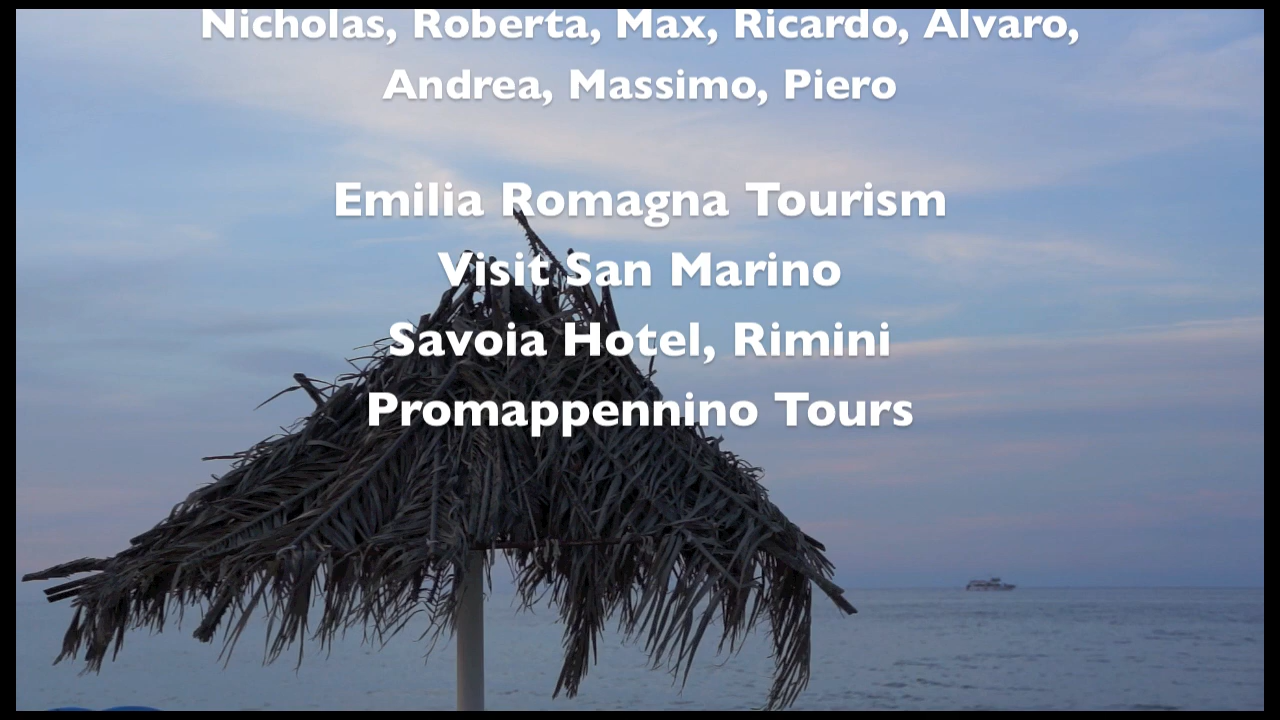 Nicholas, Roberta, Max, Ricardo, Alvaro,
Andrea, Massimo, Piero
Emilia Romagna Tourism
Visit San Marino
Savoia Hotel, Rimini
Promappennino Tours